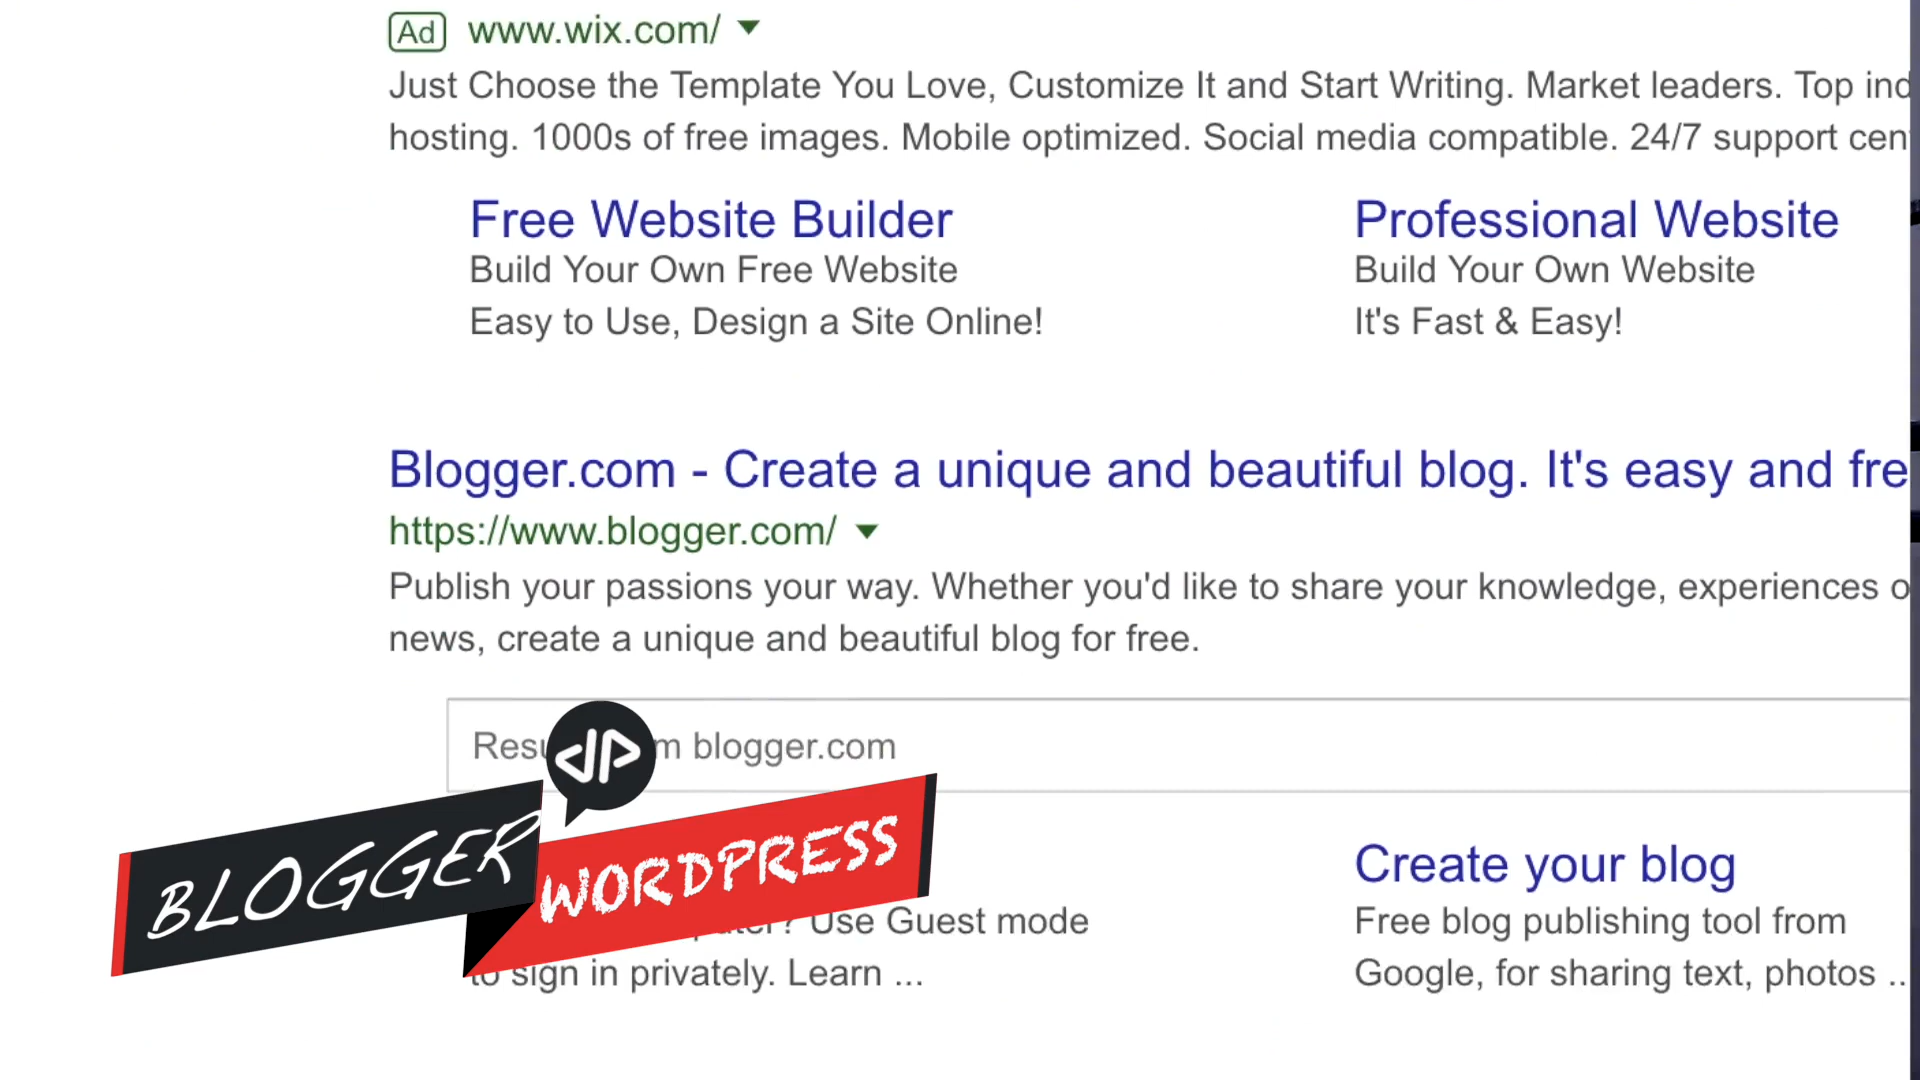 Ad www.wix.com/
Just Choose the Template You Love, Customize It and Start Writing. Market leaders. Top
hosting. 1000s of free images. Mobile optimized. Social media compatible. 24/7 support
Free Website Builder
Build Your Own Free Website
Easy to Use, Design a Site Online!
Professional Website
Build Your Own Website
It's Fast & Easy!
Blogger.com - Create a unique and beautiful blog. It's easy and
https://www.blogger.com/
Publish your passions your way. Whether you'd like to share your knowledge, experiences
news, create a unique and beautiful blog for free.
blogger.com
BLOGGER
WORDPRESS
Use Guest mode
to sign in privately. Learn ...
Create your blog
Free blog publishing tool from
Google, for sharing text, photos ..